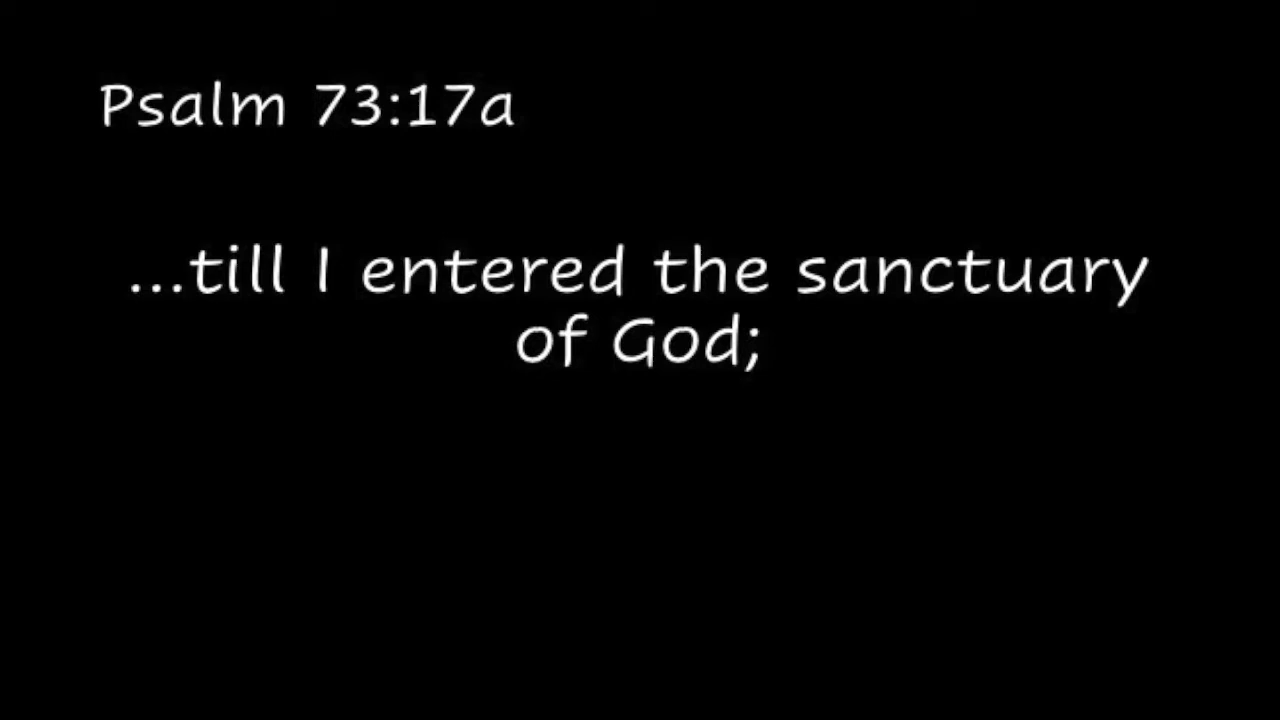 Psalm 73:17a
...till I entered the sanctuary
of God;